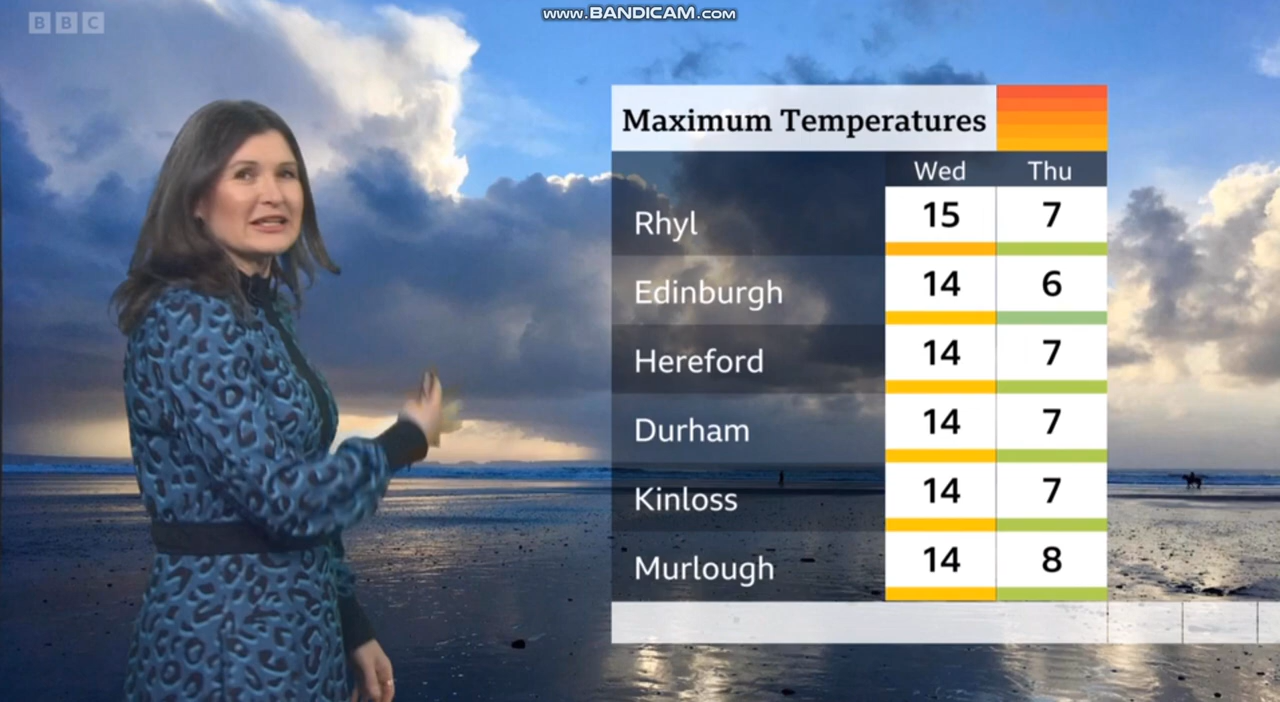 BBC
www.BANDICAM.com
Maximum Temperatures
Wed Thu
Rhyl 15 7
Edinburgh 14 6
Hereford 14 7
Durham 14 7
Kinloss 14 7
Murlough 14 8